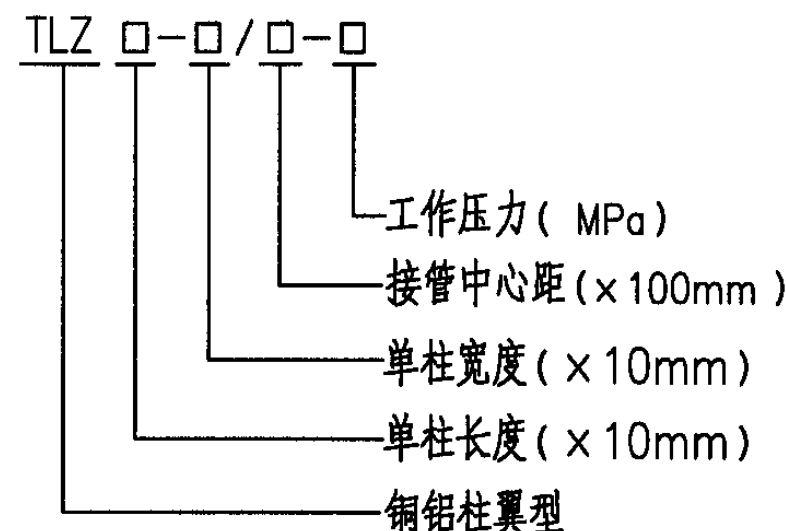 TLZ □-□/□-□
工作压力( MPa)
接管中心距(×100mm)
单柱宽度(×10mm)
单柱长度(×10mm)
铜铝柱翼型